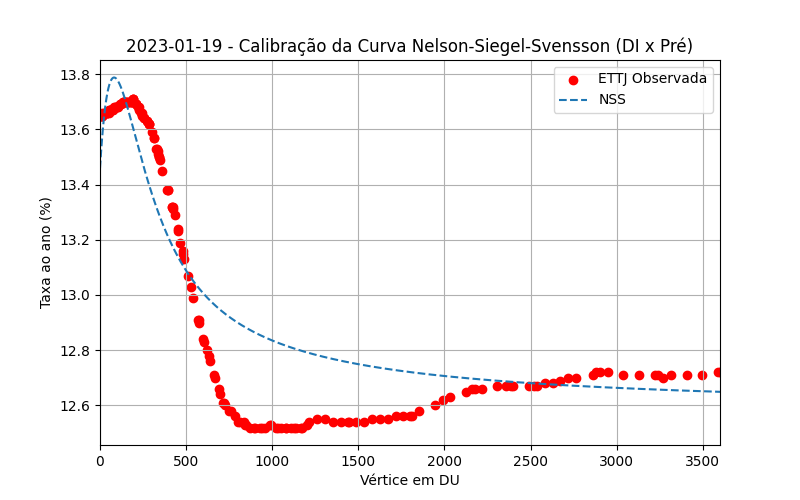 2023-01-19 - Calibração da Curva Nelson-Siegel-Svensson (DI x Pré)
ETTJ Observada
NSS
Taxa ao ano (%)
13.8
13.6
13.4
13.2
13.0
12.8
12.6
0 500 1000 1500 2000 2500 3000 3500
Vértice em DU